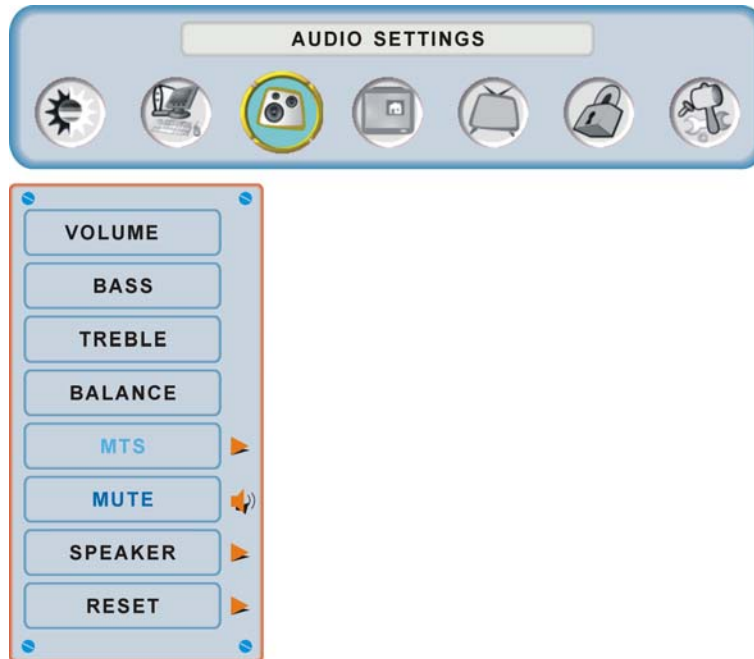 AUDIO SETTINGS
VOLUME
BASS
TREBLE
BALANCE
MTS
MUTE
SPEAKER
RESET